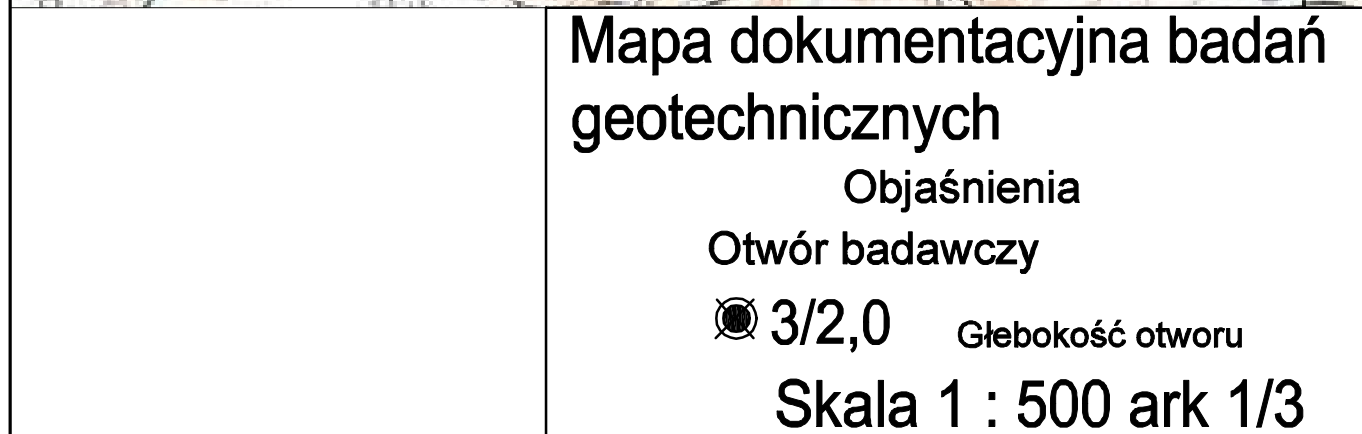 Mapa dokumentacyjna badań
geotechnicznych
Objaśnienia
Otwór badawczy
3/2,0 Głebokość otworu
Skala 1 : 500 ark 1/3